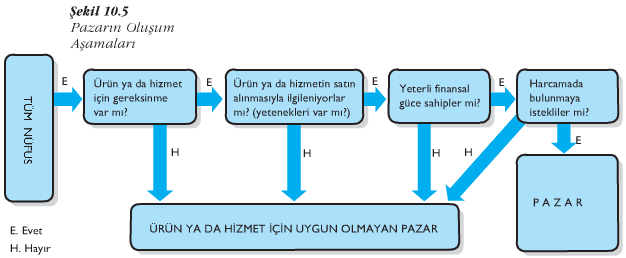 Şekil 10.5
Pazarın Oluşum
Aşamaları
TÜM NÜFUS
E
Ürün ya da hizmet
için gereksinme
var mı?
E
Ürün ya da hizmetin satın
alınmasıyla ilgileniyorlar
mı? (yetenekleri var mı?)
E
Yeterli finansal
güce sahipler mi?
E
Harcamada
bulunmaya
istekliler mi?
H
H
H
H
E
PAZAR
ÜRÜN YA DA HİZMET İÇİN UYGUN OLMAYAN PAZAR
E. Evet
H. Hayır